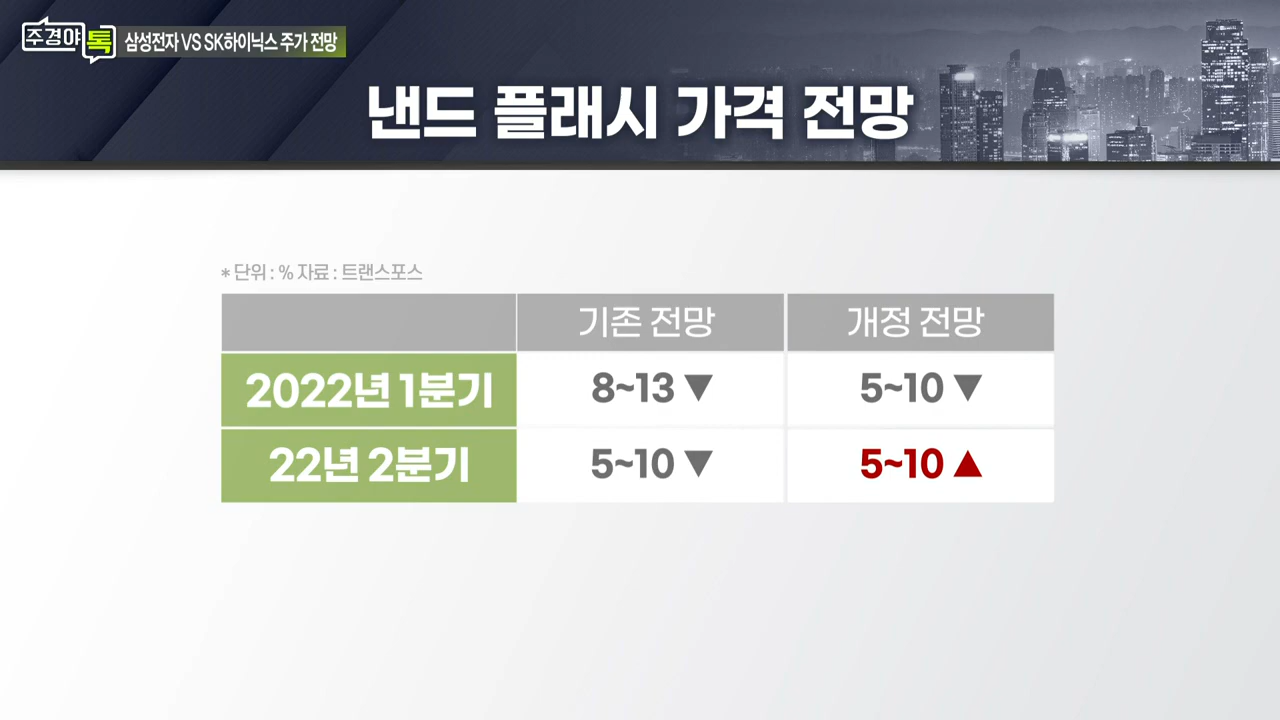 주경야톡
삼성전자 VS SK하이닉스 주가 전망
낸드 플래시 가격 전망
* 단위 : % 자료 : 트랜스포스
기존 전망 개정 전망
2022년 1분기 8~13 ▼ 5~10 ▼
22년 2분기 5~10 ▼ 5~10 ▲